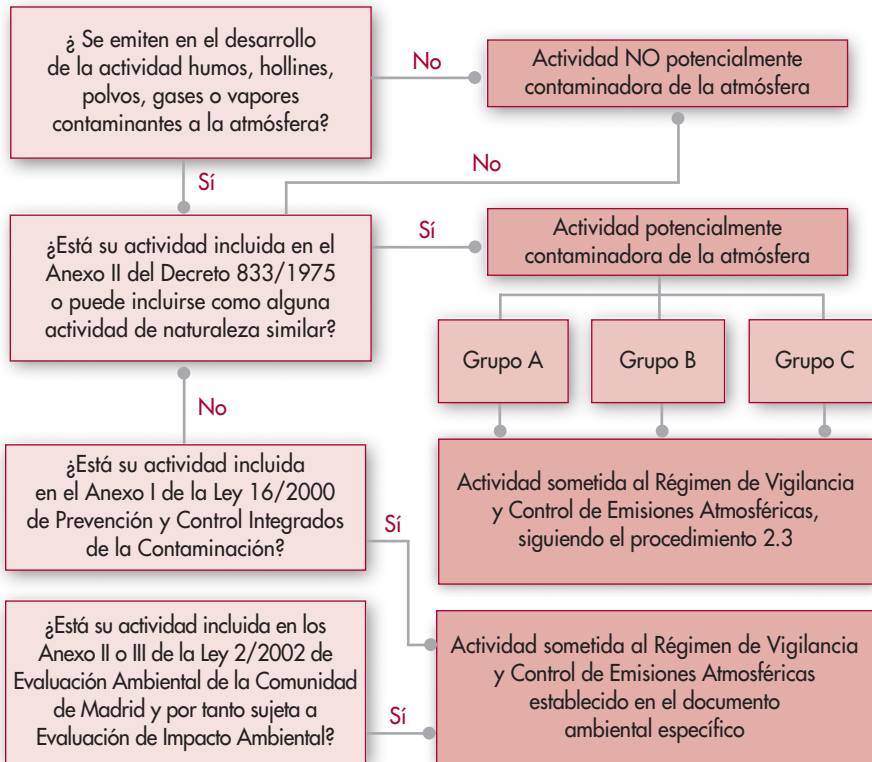 ¿ Se emiten en el desarrollo
de la actividad humos, hollines,
polvos, gases o vapores
contaminantes a la atmósfera?
No
Actividad NO potencialmente
contaminadora de la atmósfera
Sí
No
¿Está su actividad incluida en el
Anexo II del Decreto 833/1975
o puede incluirse como alguna
actividad de naturaleza similar?
Sí
Actividad potencialmente
contaminadora de la atmósfera
Grupo A
Grupo B
Grupo C
No
¿Está su actividad incluida
en el Anexo I de la Ley 16/2000
de Prevención y Control Integrados
de la Contaminación?
Sí
Actividad sometida al Régimen de Vigilancia
y Control de Emisiones Atmosféricas,
siguiendo el procedimiento 2.3
¿Está su actividad incluida en los
Anexo II o III de la Ley 2/2002 de
Evaluación Ambiental de la Comunidad
de Madrid y por tanto sujeta a
Evaluación de Impacto Ambiental?
Sí
Actividad sometida al Régimen de Vigilancia
y Control de Emisiones Atmosféricas
establecido en el documento
ambiental específico